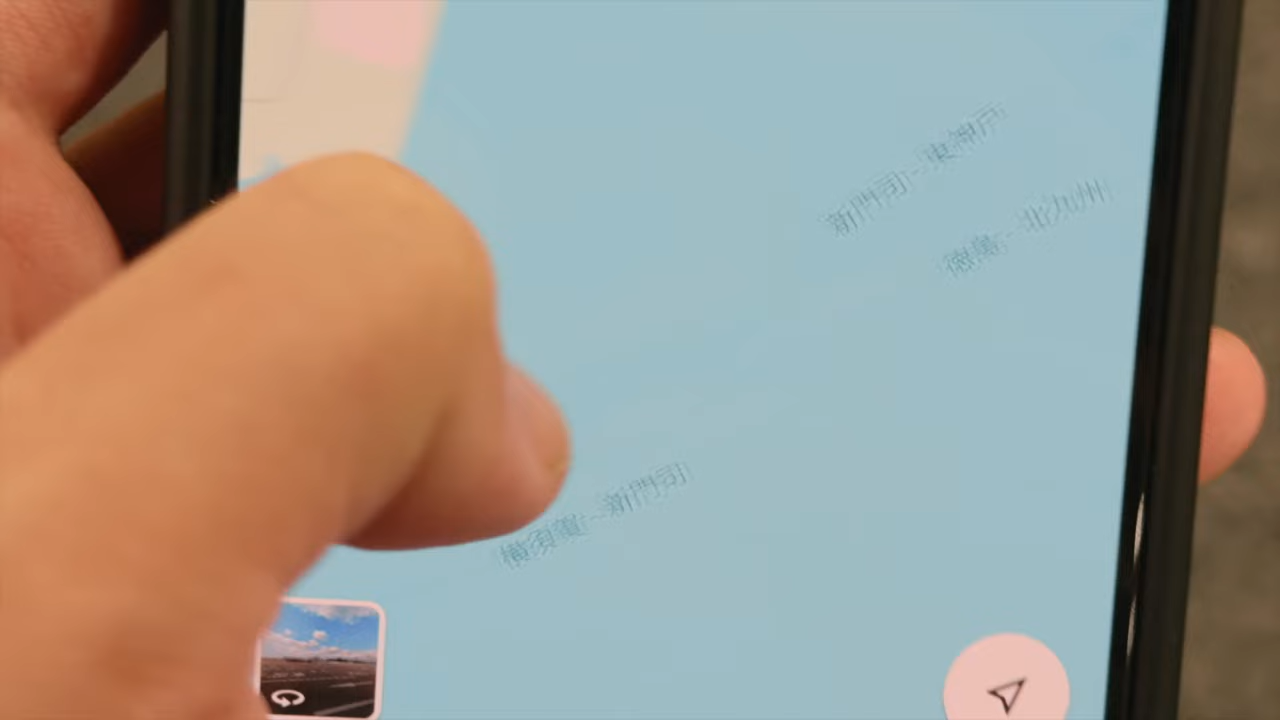 新門司 - 東神戸
徳島 - 北九州
横須賀 - 新門司